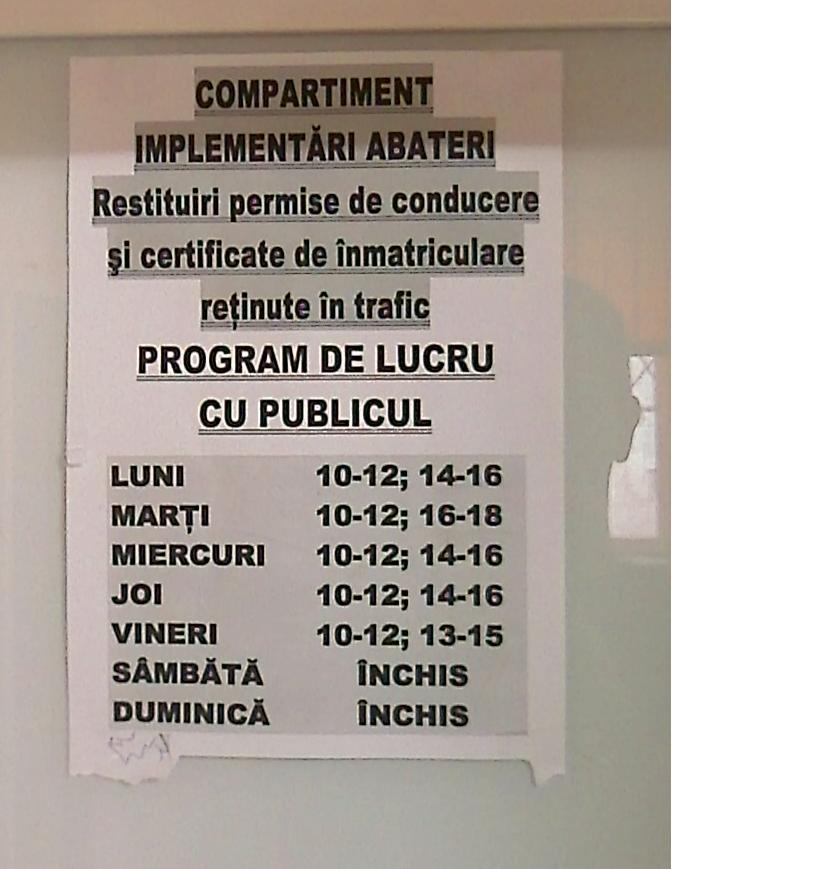 COMPARTIMENT
IMPLEMENTĂRI ABATERI
Restituiri permise de conducere
şi certificate de înmatriculare
reţinute în trafic
PROGRAM DE LUCRU
CU PUBLICUL
LUNI 10-12; 14-16
MARȚI 10-12; 16-18
MIERCURI 10-12; 14-16
JOI 10-12; 14-16
VINERI 10-12; 13-15
SÂMBĂTĂ ÎNCHIS
DUMINICĂ ÎNCHIS